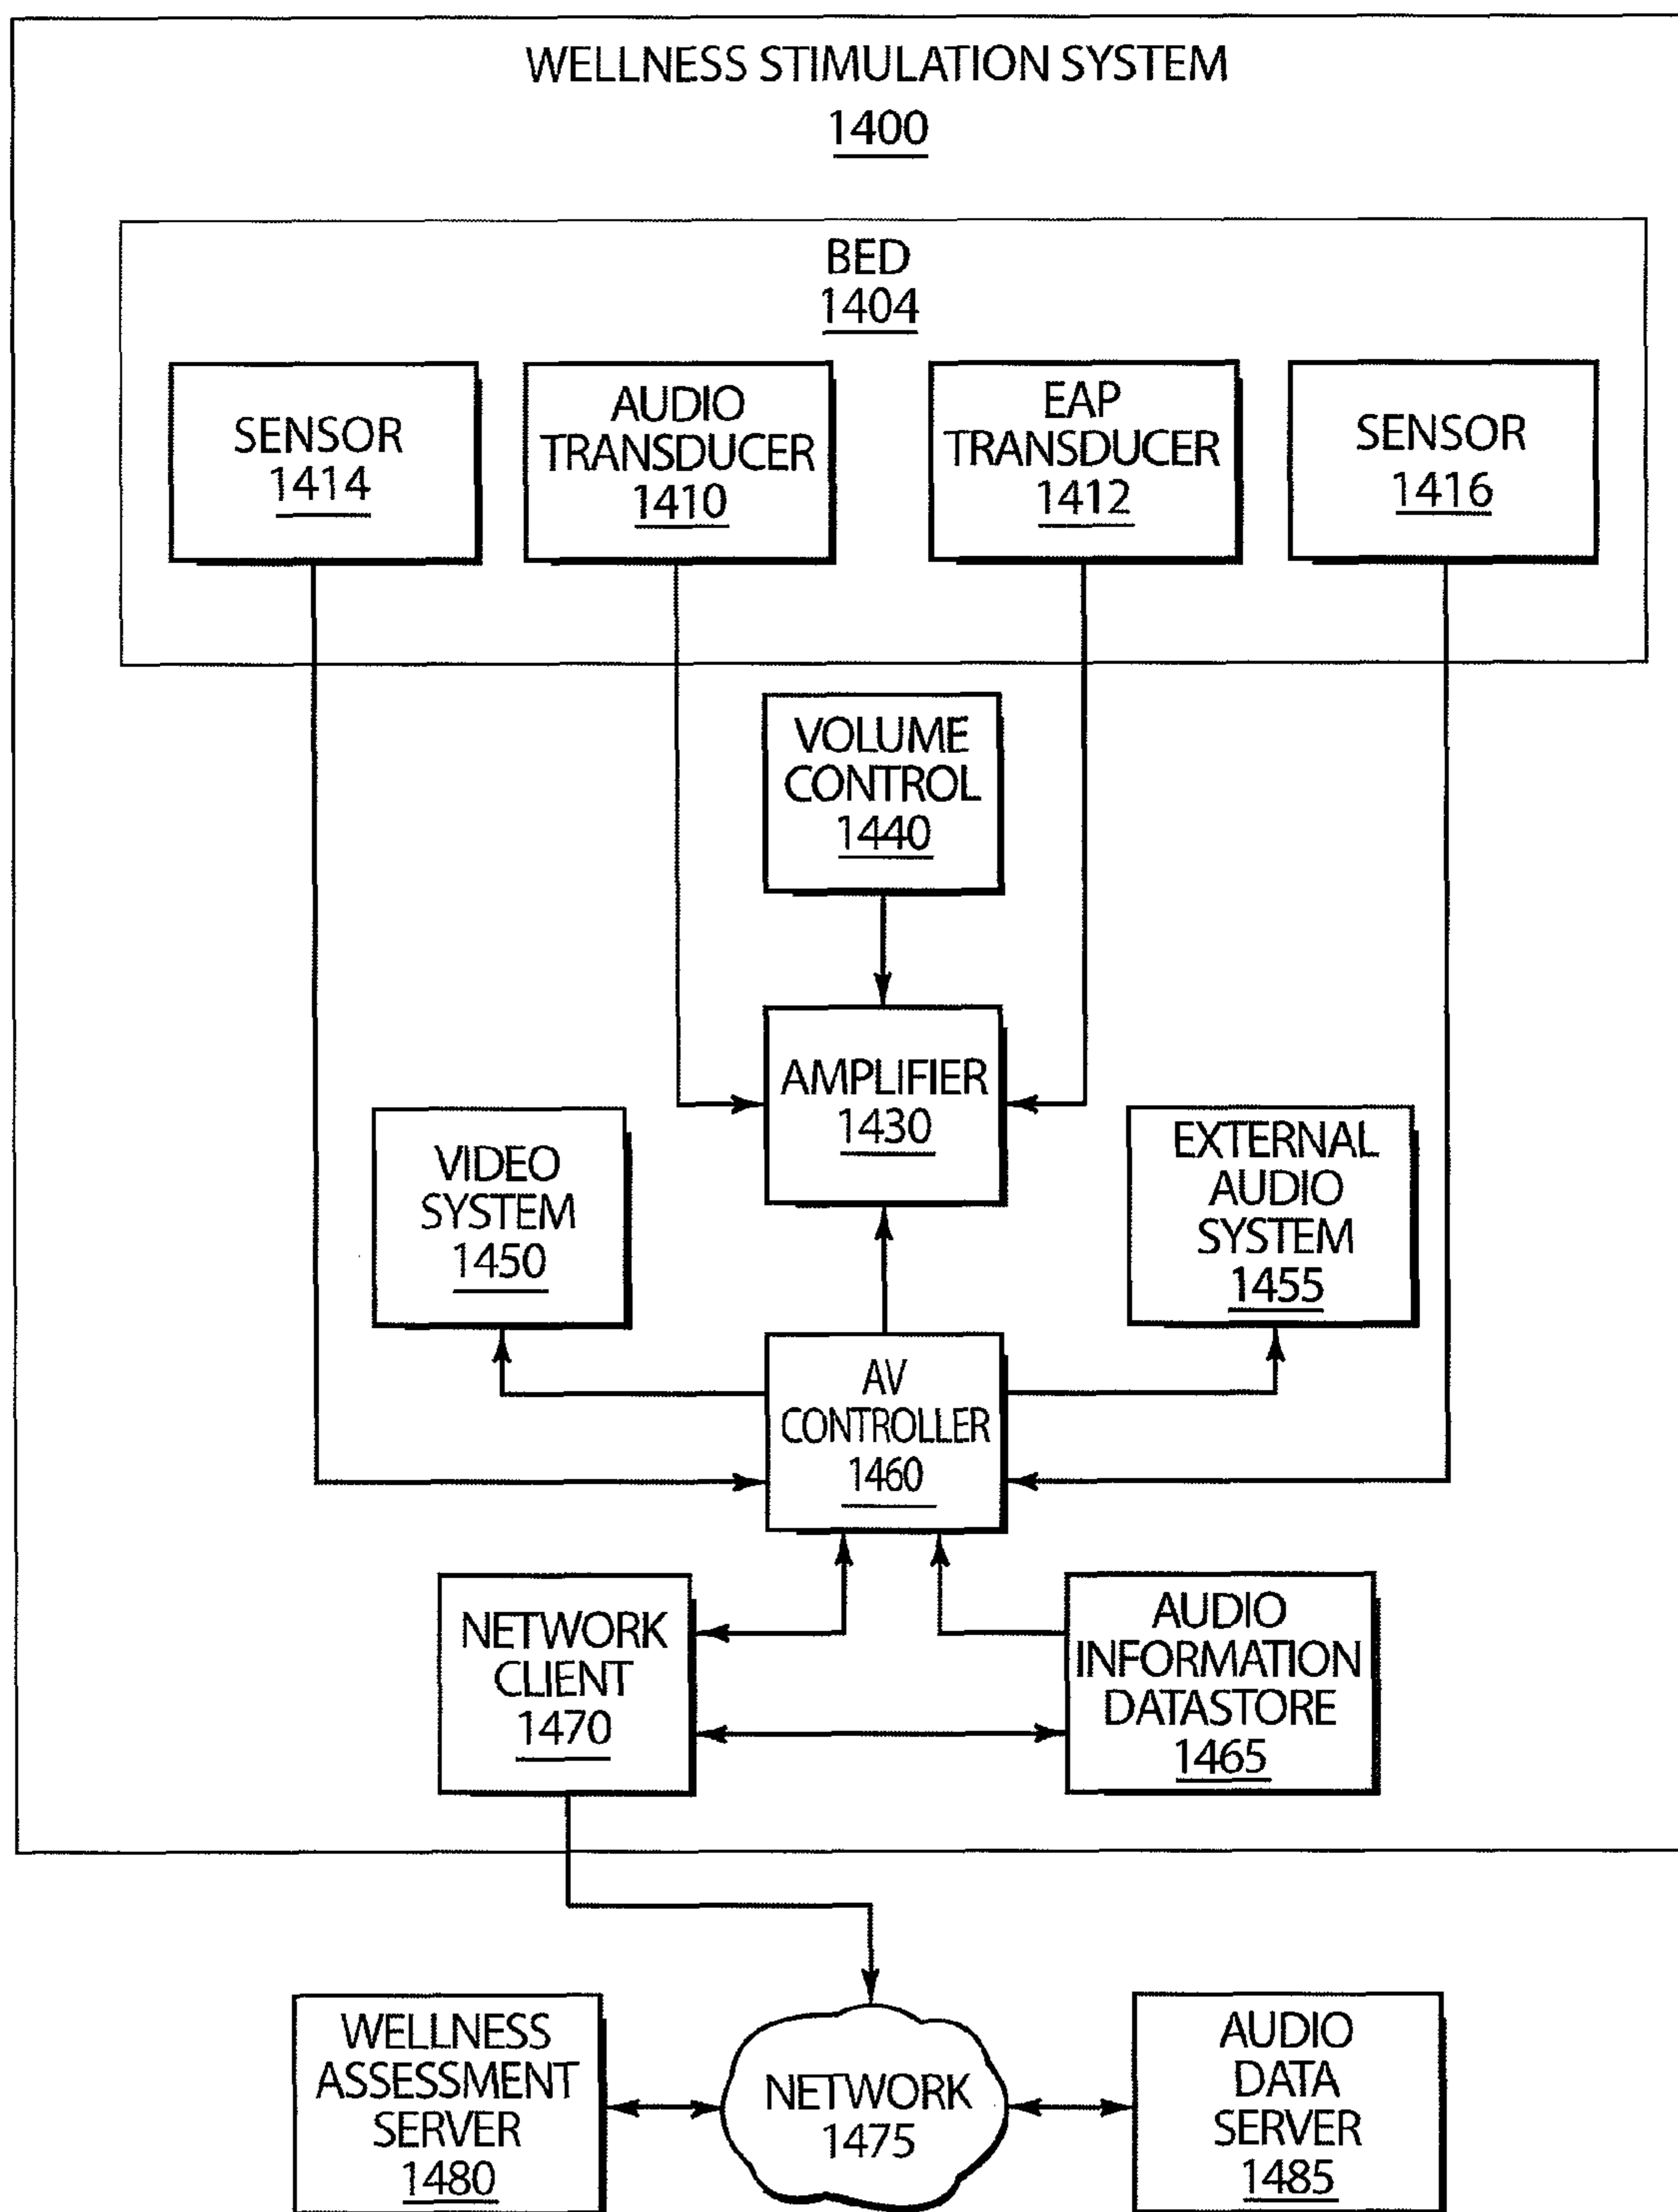 WELLNESS STIMULATION SYSTEM
1400
BED
1404
SENSOR
1414
AUDIO
TRANSDUCER
1410
EAP
TRANSDUCER
1412
SENSOR
1416
VOLUME
CONTROL
1440
AMPLIFIER
1430
VIDEO
SYSTEM
1450
EXTERNAL
AUDIO
SYSTEM
1455
AV
CONTROLLER
1460
NETWORK
CLIENT
1470
AUDIO
INFORMATION
DATASTORE
1465
WELLNESS
ASSESSMENT
SERVER
1480
NETWORK
1475
AUDIO
DATA
SERVER
1485